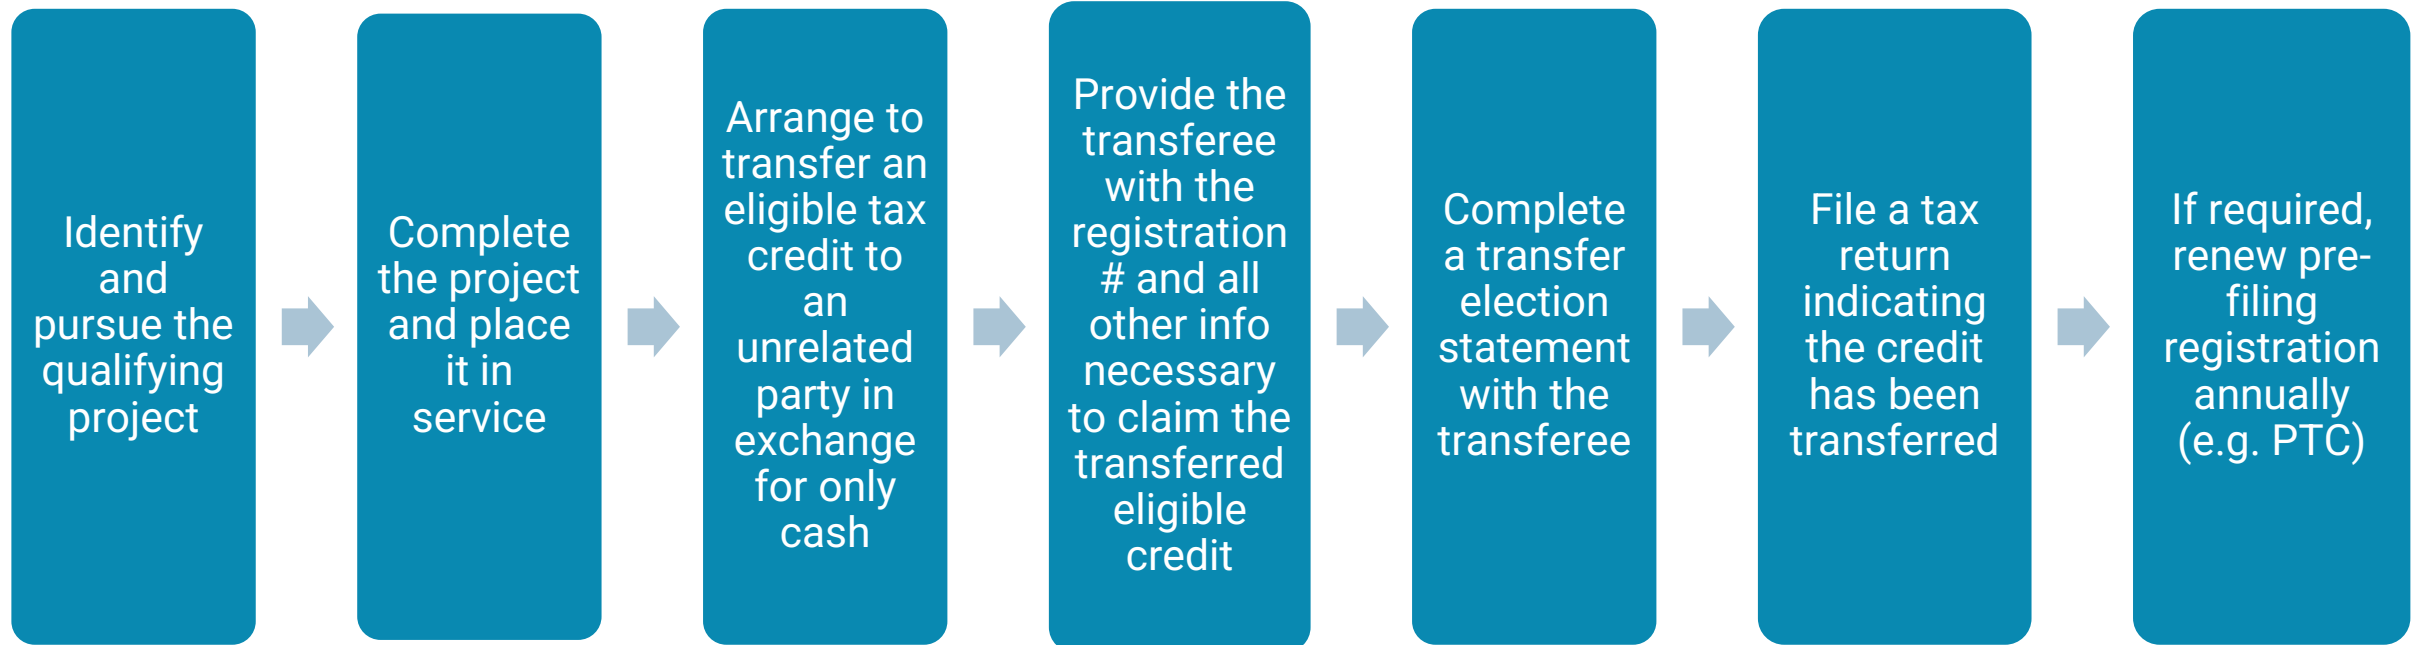 Identify
and
pursue the
qualifying
project
Complete
the project
and place
it in
service
Arrange to
transfer an
eligible tax
credit to
an
unrelated
party in
exchange
for only
cash
Provide the
transferee
with the
registration
# and all
other info
necessary
to claim the
transferred
eligible
credit
Complete
a transfer
election
statement
with the
transferee
File a tax
return
indicating
the credit
has been
transferred
If required,
renew pre-
filing
registration
annually
(e.g. PTC)